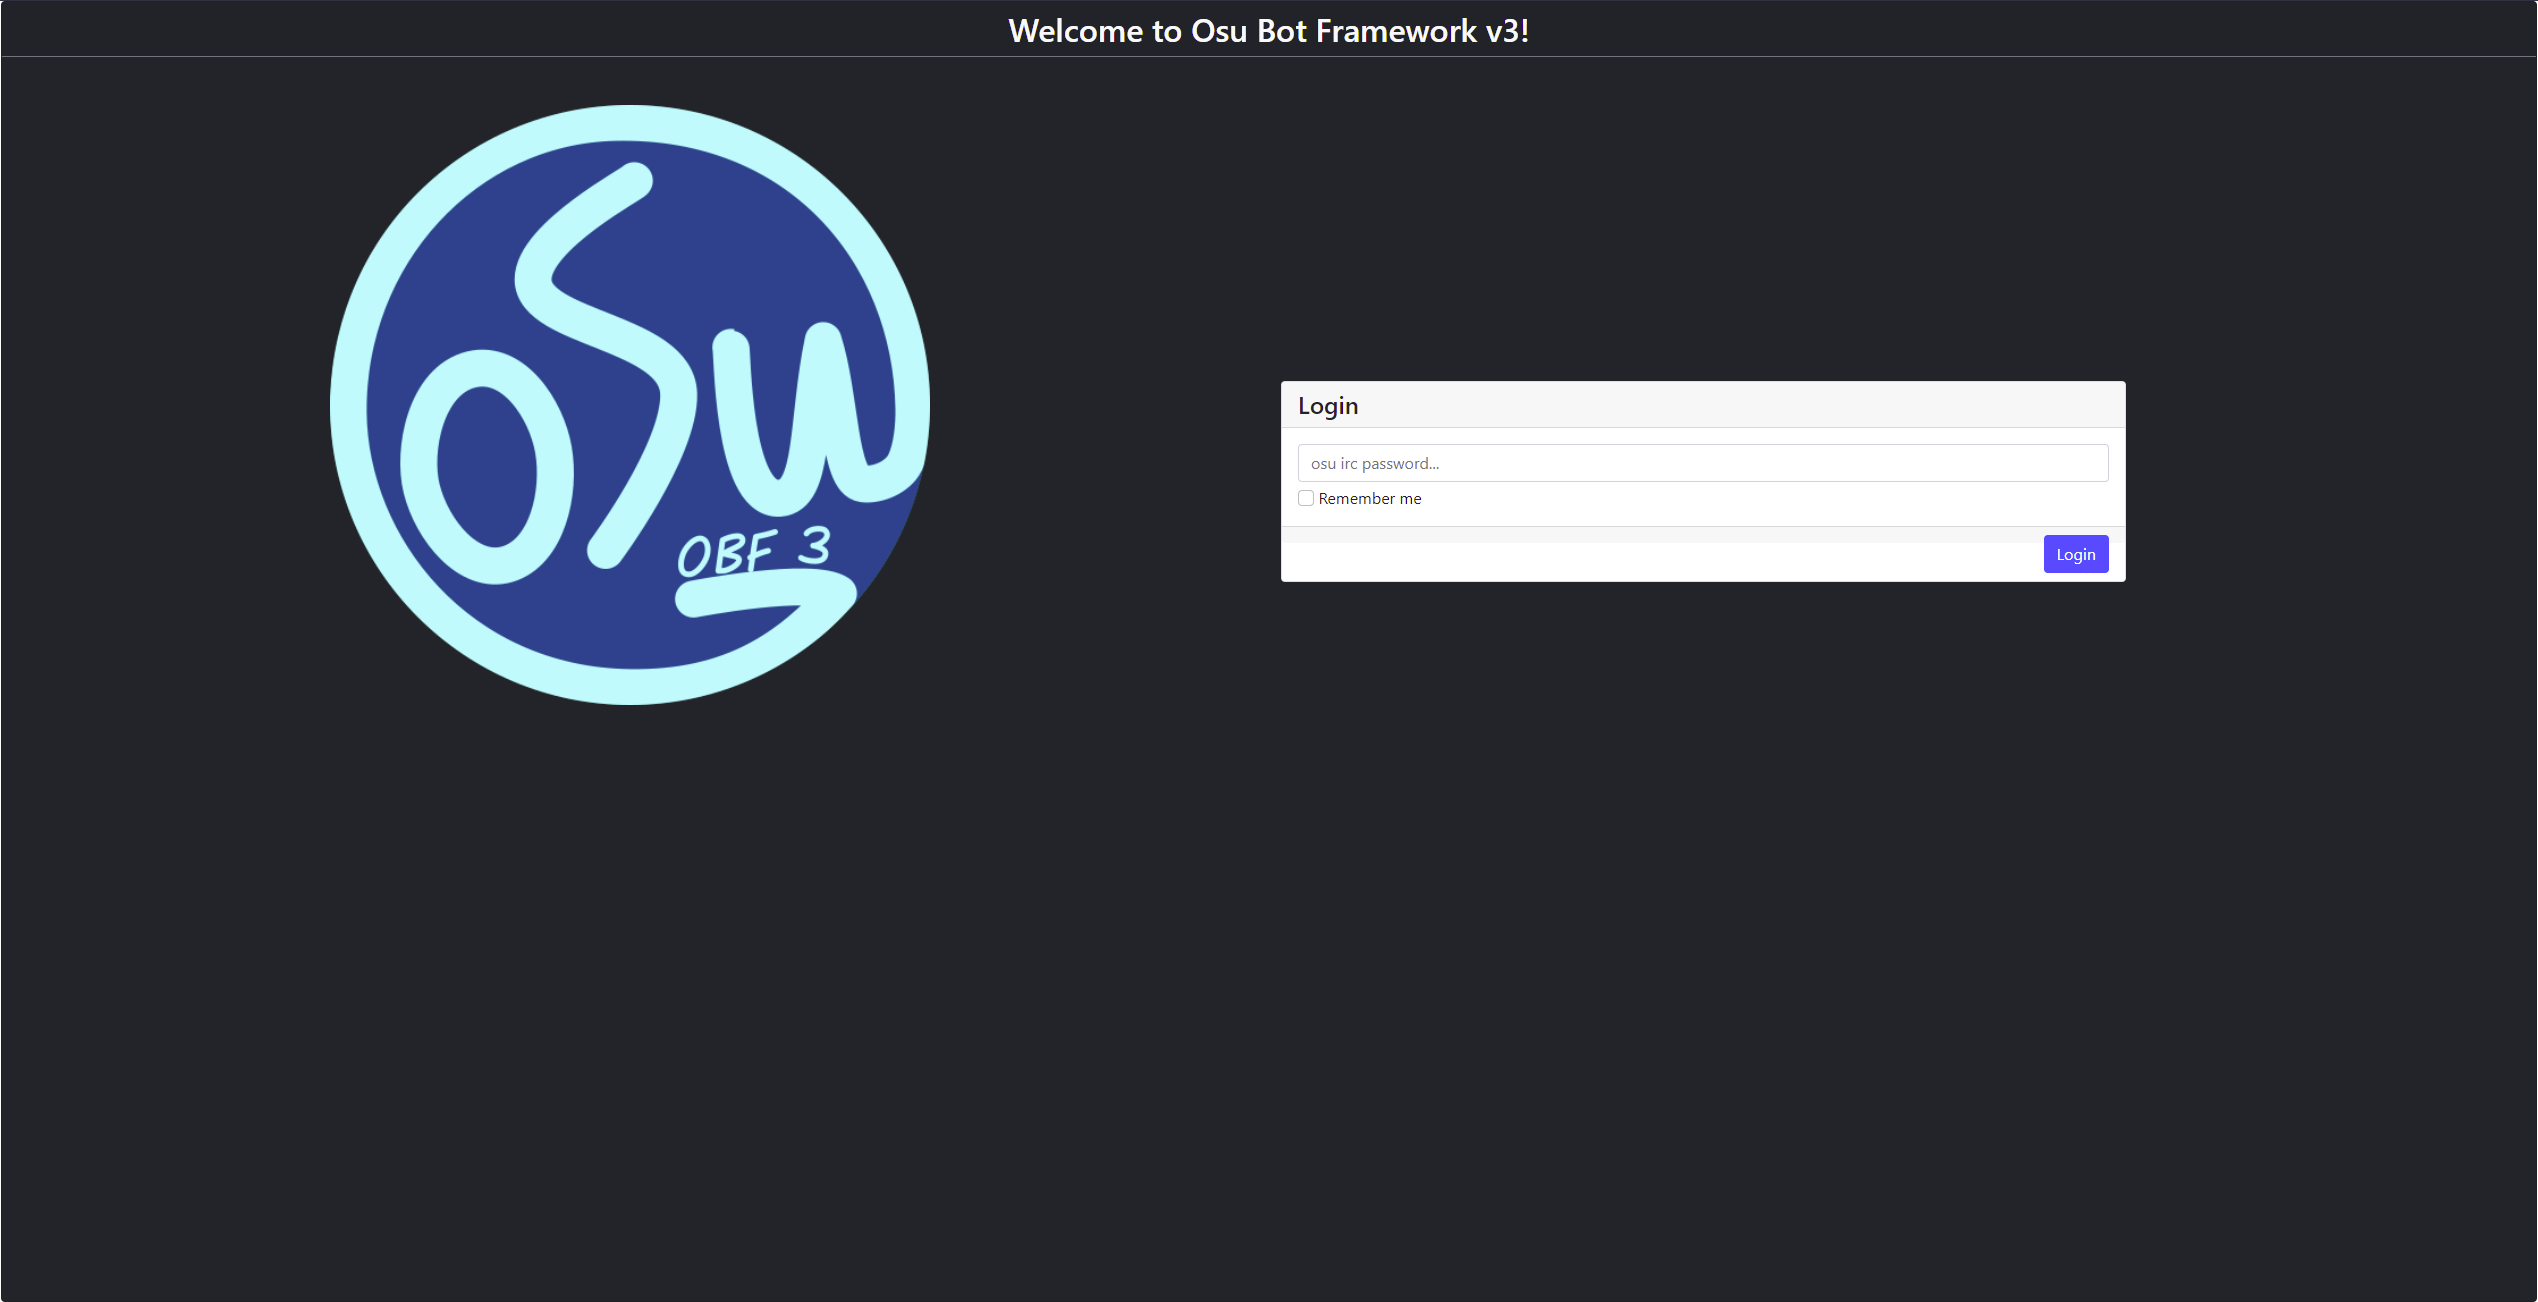 Welcome to Osu Bot Framework v3!
osu
OBF 3
Login
osu irc password...
Remember me
Login